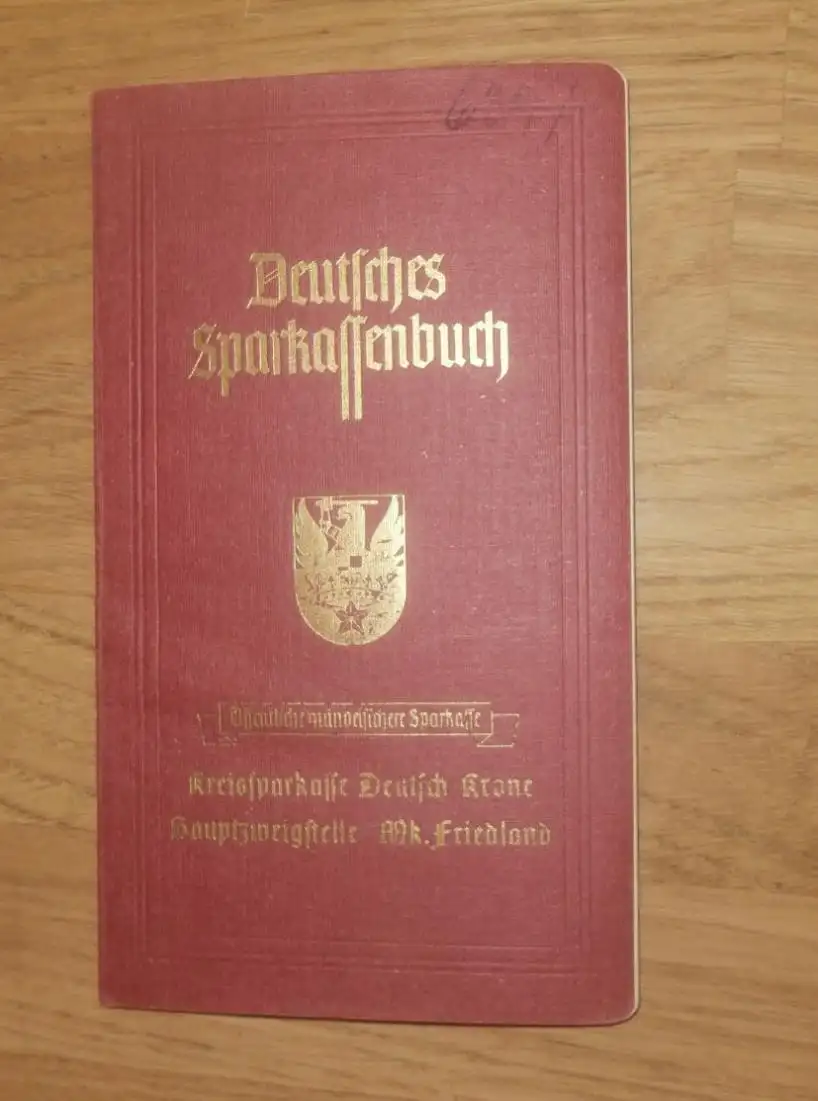 Deutsches
Sparkassenbuch
Öffentliche mündelsichere Sparkasse
Kreissparkasse Deutsch Krone
Hauptzweigstelle Mk. Friedland